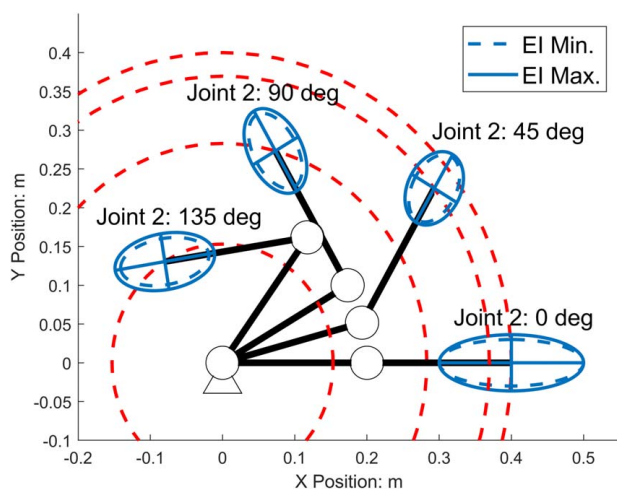 EI Min.
EI Max.
Joint 2: 90 deg
Joint 2: 45 deg
Joint 2: 135 deg
Joint 2: 0 deg
Y Position: m
0.4
0.35
0.3
0.25
0.2
0.15
0.1
0.05
0
-0.05
-0.1
-0.2
-0.1
0
0.1
0.2
0.3
0.4
0.5
X Position: m